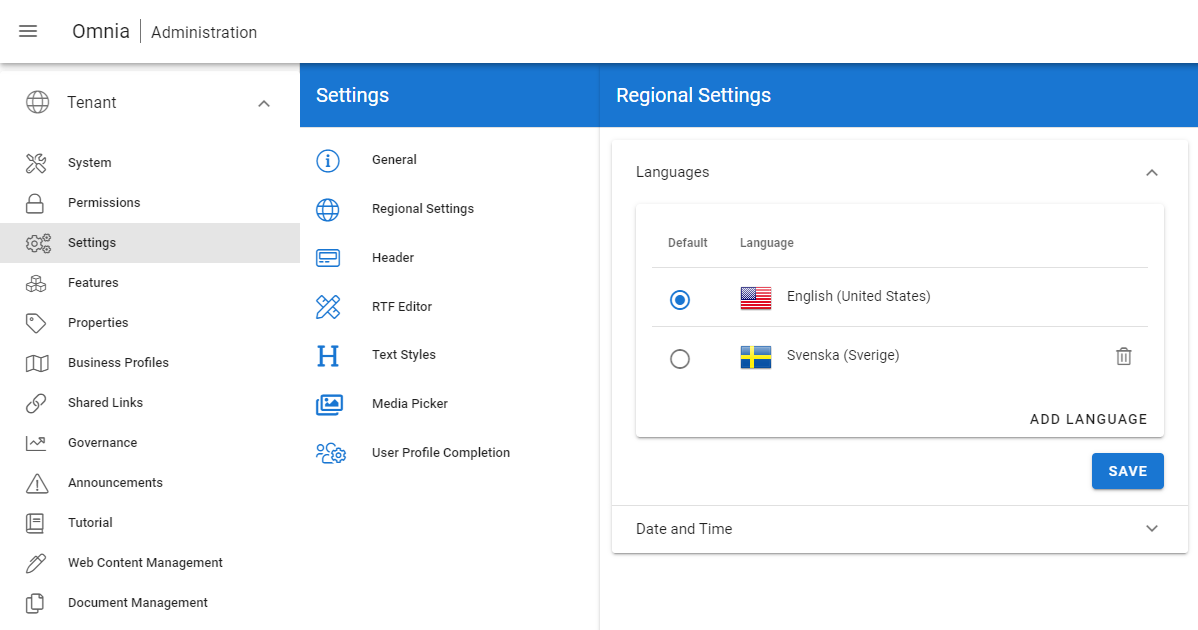 Omnia Administration
Tenant
System
Permissions
Settings
Features
Properties
Business Profiles
Shared Links
Governance
Announcements
Tutorial
Web Content Management
Document Management
Settings
General
Regional Settings
Header
RTF Editor
Text Styles
Media Picker
User Profile Completion
Regional Settings
Languages
Default Language
English (United States)
Svenska (Sverige)
ADD LANGUAGE
SAVE
Date and Time